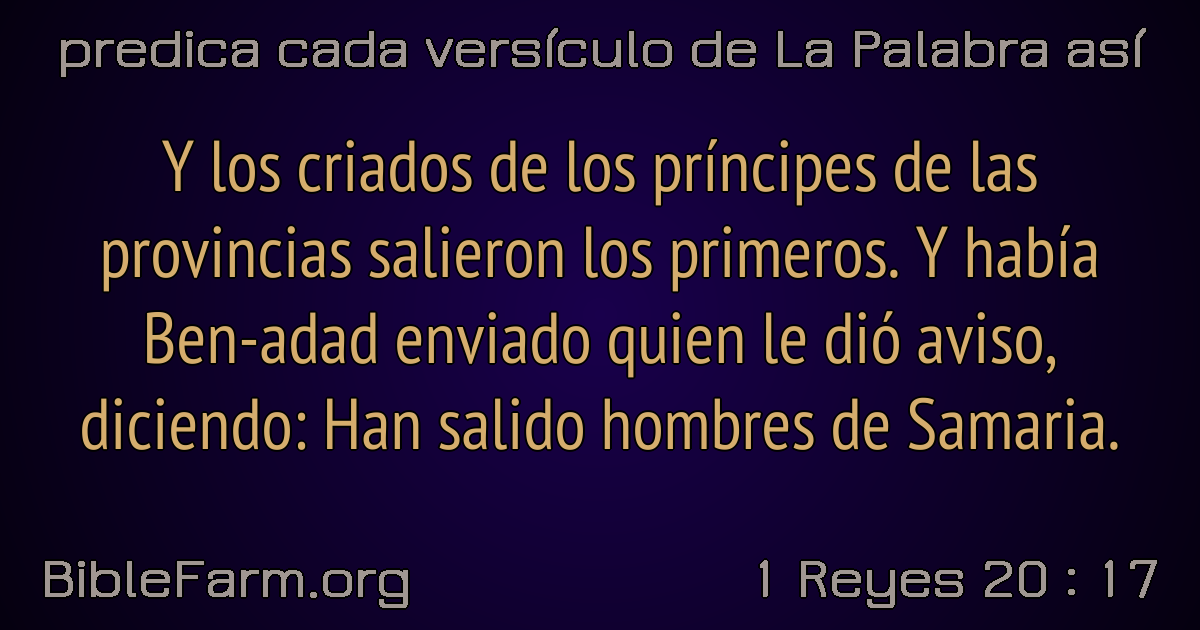 predica cada versículo de La Palabra así
Y los criados de los príncipes de las
provincias salieron los primeros. Y había
Ben-adad enviado quien le dió aviso,
diciendo: Han salido hombres de Samaria.
BibleFarm.org
1 Reyes 20 : 17